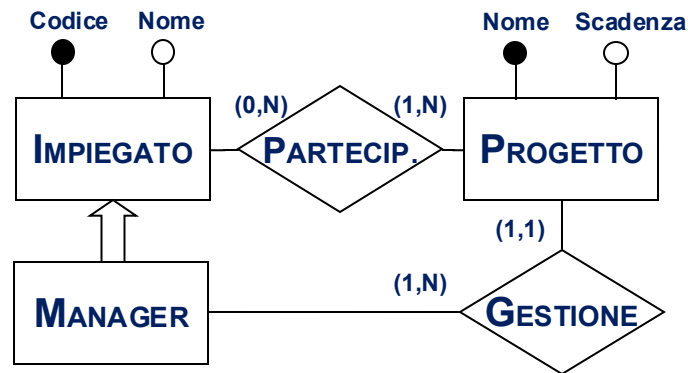 Codice Nome Nome Scadenza
(0,N) (1,N)
IMPIEGATO PARTECIP. PROGETTO
(1,1)
(1,N)
MANAGER GESTIONE